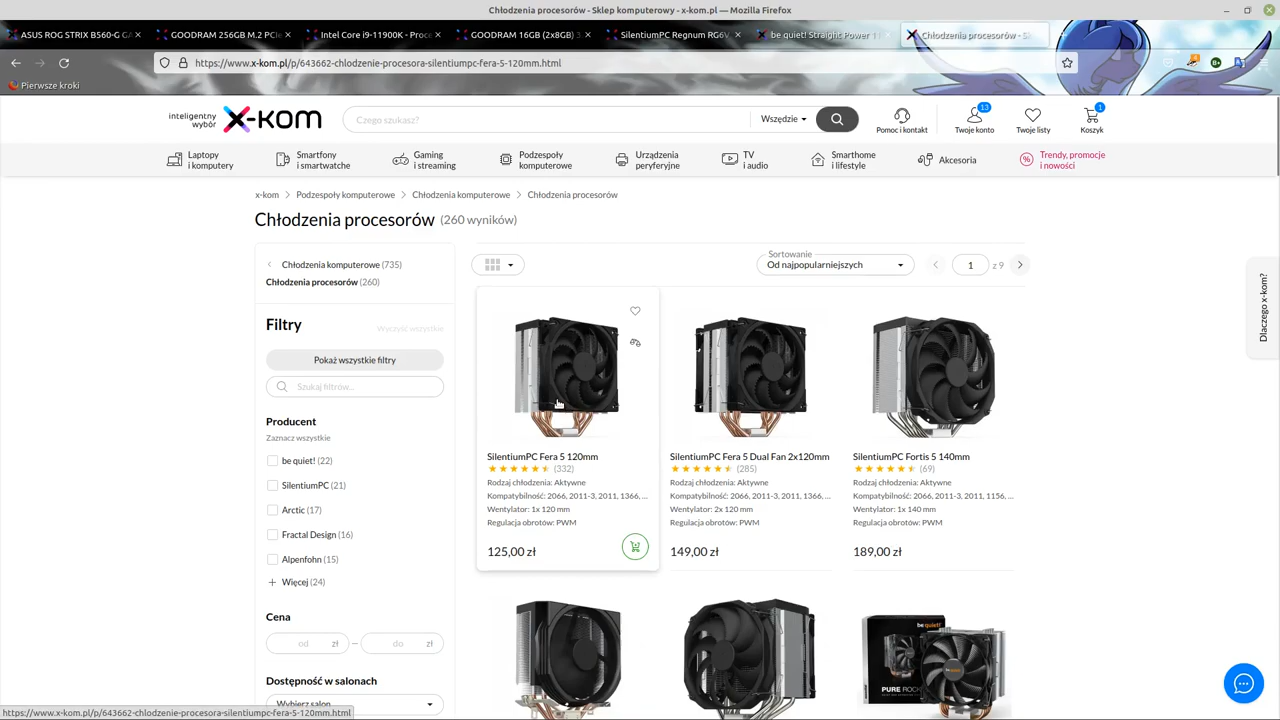 Chłodzenia procesorów - Sklep komputerowy - x-kom.pl — Mozilla Firefox
ASUS ROG STRIX B560-G GA
GOODRAM 256GB M.2 PCIe
Intel Core i9-11900K - Proce
GOODRAM 16GB (2x8GB) 3
SilentiumPC Regnum RG6V
be quiet! Straight Power 11
Chłodzenia procesorów - Sk
https://www.x-kom.pl/p/643662-chlodzenie-procesora-silentiumpc-fera-5-120mm.html
Pierwsze kroki
inteligentny
wybór
x-kom
Czego szukasz?
Wszędzie
Pomoc i kontakt
13
Twoje konto
Twoje listy
1
Koszyk
Laptopy
i komputery
Smartfony
i smartwatche
Gaming
i streaming
Podzespoły
komputerowe
Urządzenia
peryferyjne
TV
i audio
Smarthome
i lifestyle
Akcesoria
Trendy, promocje
i nowości
x-kom > Podzespoły komputerowe > Chłodzenia komputerowe > Chłodzenia procesorów
Chłodzenia procesorów (260 wyników)
Chłodzenia komputerowe (735)
Chłodzenia procesorów (260)
Filtry
Wyczyść wszystkie
Pokaż wszystkie filtry
Szukaj filtrów...
Producent
Zaznacz wszystkie
be quiet! (22)
SilentiumPC (21)
Arctic (17)
Fractal Design (16)
Alpenfohn (15)
+ Więcej (24)
Cena
od zł – do zł
Dostępność w salonach
Wybierz salon
Sortowanie
Od najpopularniejszych
1 z 9
SilentiumPC Fera 5 120mm
(332)
Rodzaj chłodzenia: Aktywne
Kompatybilność: 2066, 2011-3, 2011, 1366, ...
Wentylator: 1x 120 mm
Regulacja obrotów: PWM
125,00 zł
SilentiumPC Fera 5 Dual Fan 2x120mm
(285)
Rodzaj chłodzenia: Aktywne
Kompatybilność: 2066, 2011-3, 2011, 1366, ...
Wentylator: 2x 120 mm
Regulacja obrotów: PWM
149,00 zł
SilentiumPC Fortis 5 140mm
(69)
Rodzaj chłodzenia: Aktywne
Kompatybilność: 2066, 2011-3, 2011, 1156, ...
Wentylator: 1x 140 mm
Regulacja obrotów: PWM
189,00 zł
be quiet!
PURE ROCK
Dlaczego x-kom?
https://www.x-kom.pl/p/643662-chlodzenie-procesora-silentiumpc-fera-5-120mm.html